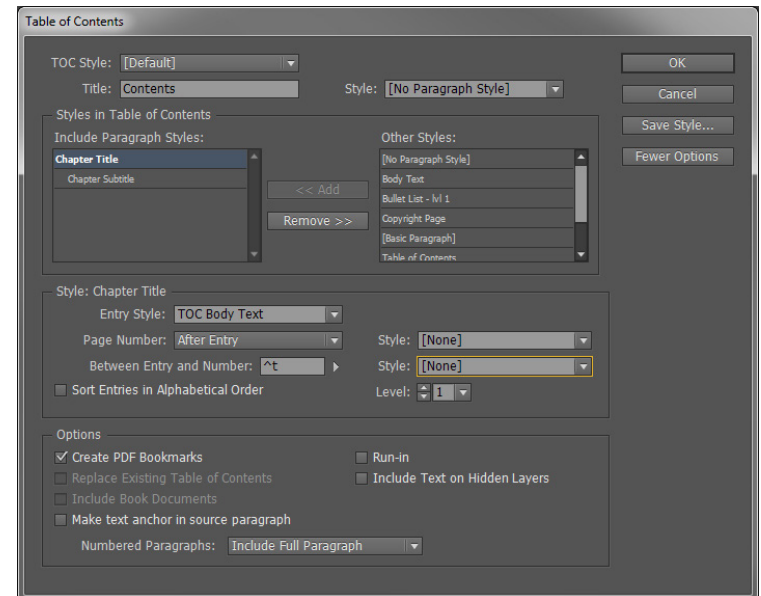 Table of Contents
TOC Style: [Default]
OK
Title: Contents Style: [No Paragraph Style]
Cancel
Styles in Table of Contents
Save Style...
Include Paragraph Styles: Other Styles:
Fewer Options
Chapter Title
Chapter Subtitle
<< Add
Remove >>
[No Paragraph Style]
Body Text
Bullet List - lvl 1
Copyright Page
[Basic Paragraph]
Table of Contents
Style: Chapter Title
Entry Style: TOC Body Text
Page Number: After Entry Style: [None]
Between Entry and Number: ^t Style: [None]
Sort Entries in Alphabetical Order Level: 1
Options
Create PDF Bookmarks Run-in
Replace Existing Table of Contents Include Text on Hidden Layers
Include Book Documents
Make text anchor in source paragraph
Numbered Paragraphs: Include Full Paragraph